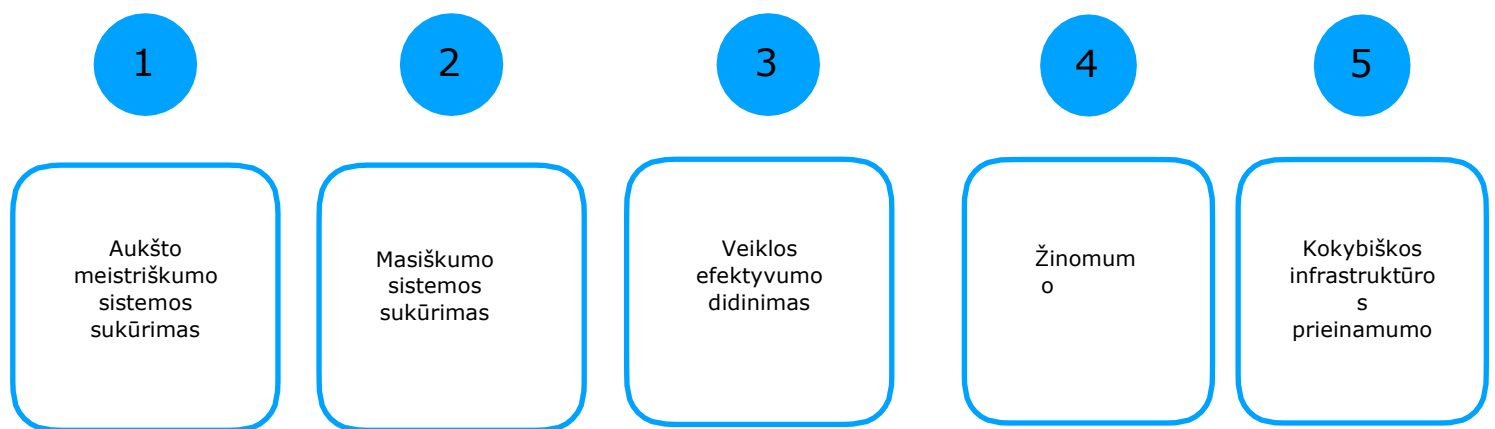 1
2
3
4
5
Aukšto
meistriškumo
sistemos
sukūrimas
Masiškumo
sistemos
sukūrimas
Veiklos
efektyvumo
didinimas
Žinomum
o
Kokybiškos
infrastruktūro
s
prieinamumo